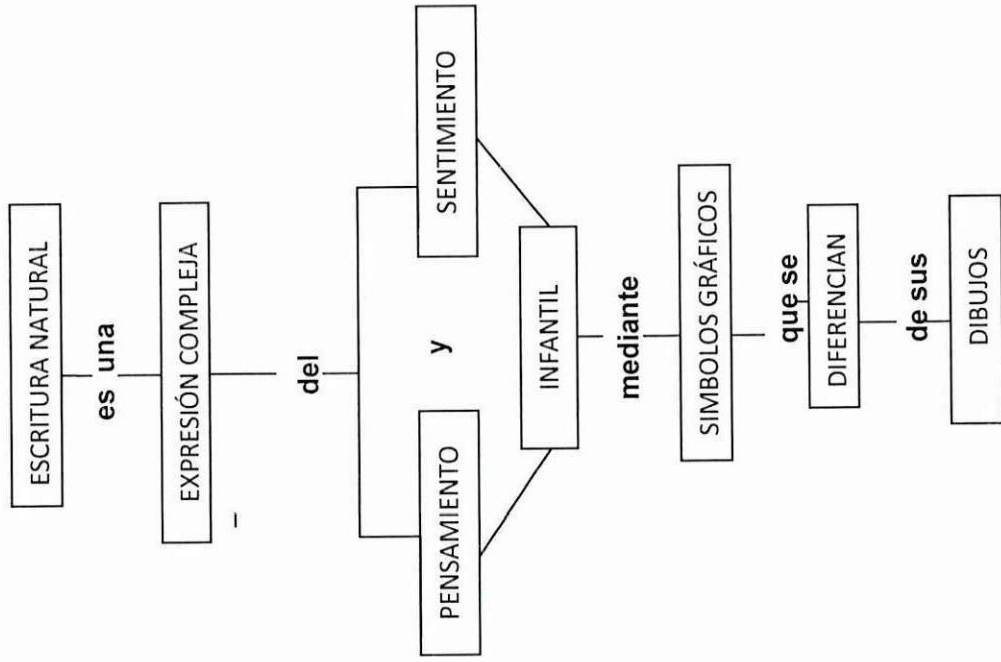 ESCRITURA NATURAL
es una
EXPRESIÓN COMPLEJA
del
PENSAMIENTO
y
SENTIMIENTO
INFANTIL
mediante
SIMBOLOS GRÁFICOS
que se
DIFERENCIAN
de sus
DIBUJOS